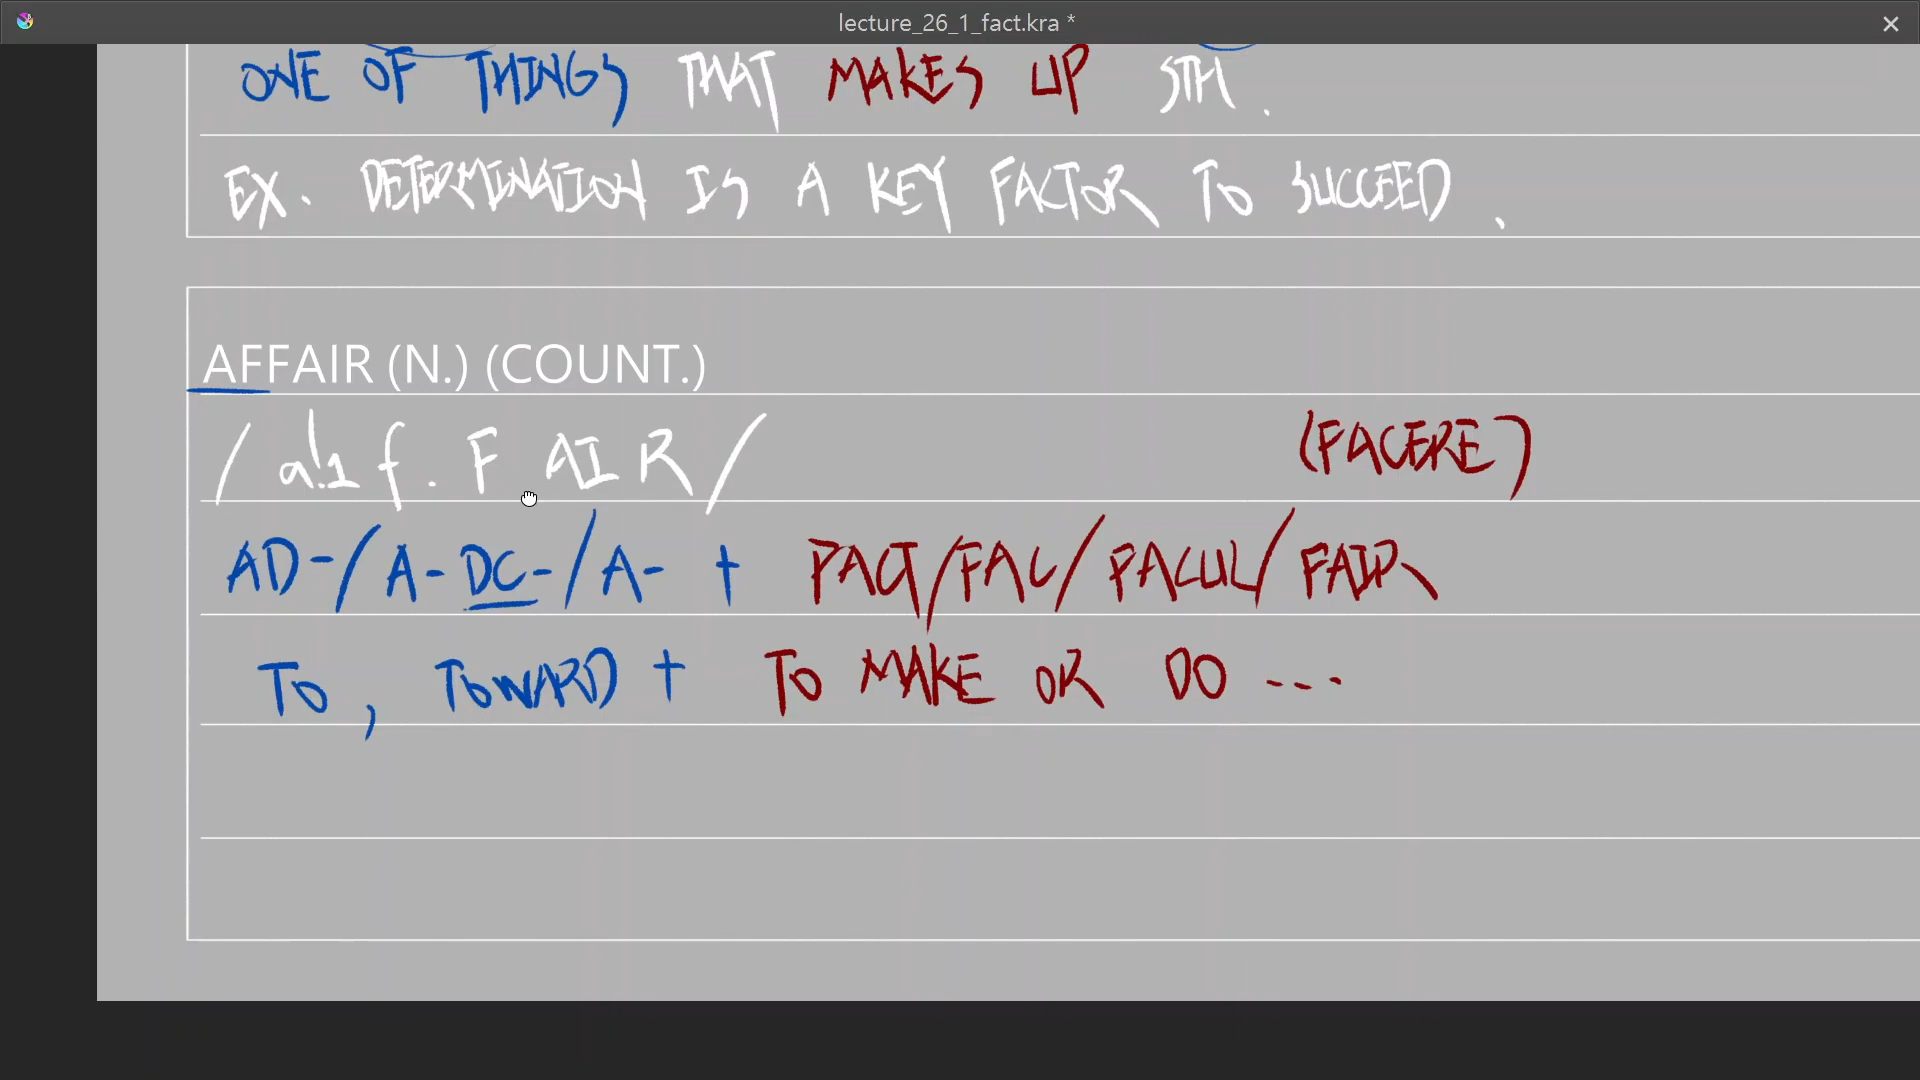 lecture_26_1_fact.kra *
ONE OF THINGS THAT MAKES UP STH.
EX. DETERMINATION IS A KEY FACTOR TO SUCCEED.
AFFAIR (N.) (COUNT.)
(FACERE)
/ a!1 f. F AI R /
AD-/A-DC-/A- + FACT/FAC/FACUL/FAIR
TO, TOWARD + TO MAKE OR DO ...